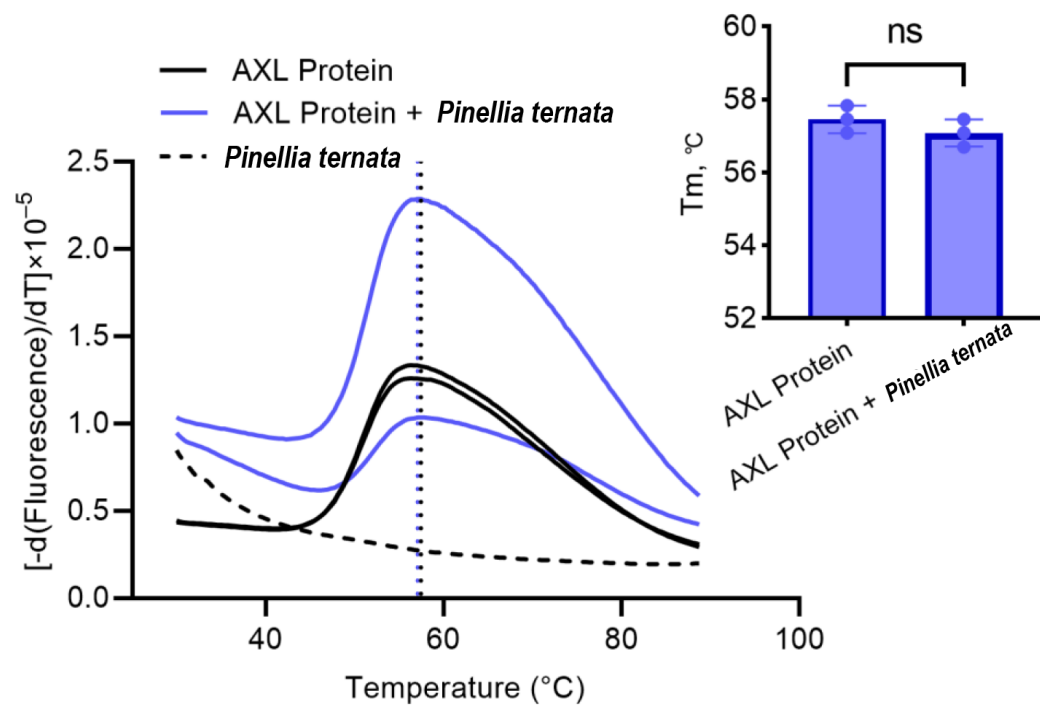 AXL Protein
AXL Protein + Pinellia ternata
Pinellia ternata
[-d(Fluorescence)/dT]×10⁻⁵
2.5
2.0
1.5
1.0
0.5
0.0
40 60 80 100
Temperature (°C)
ns
Tm, °C
60
58
56
54
52
AXL Protein
AXL Protein + Pinellia ternata